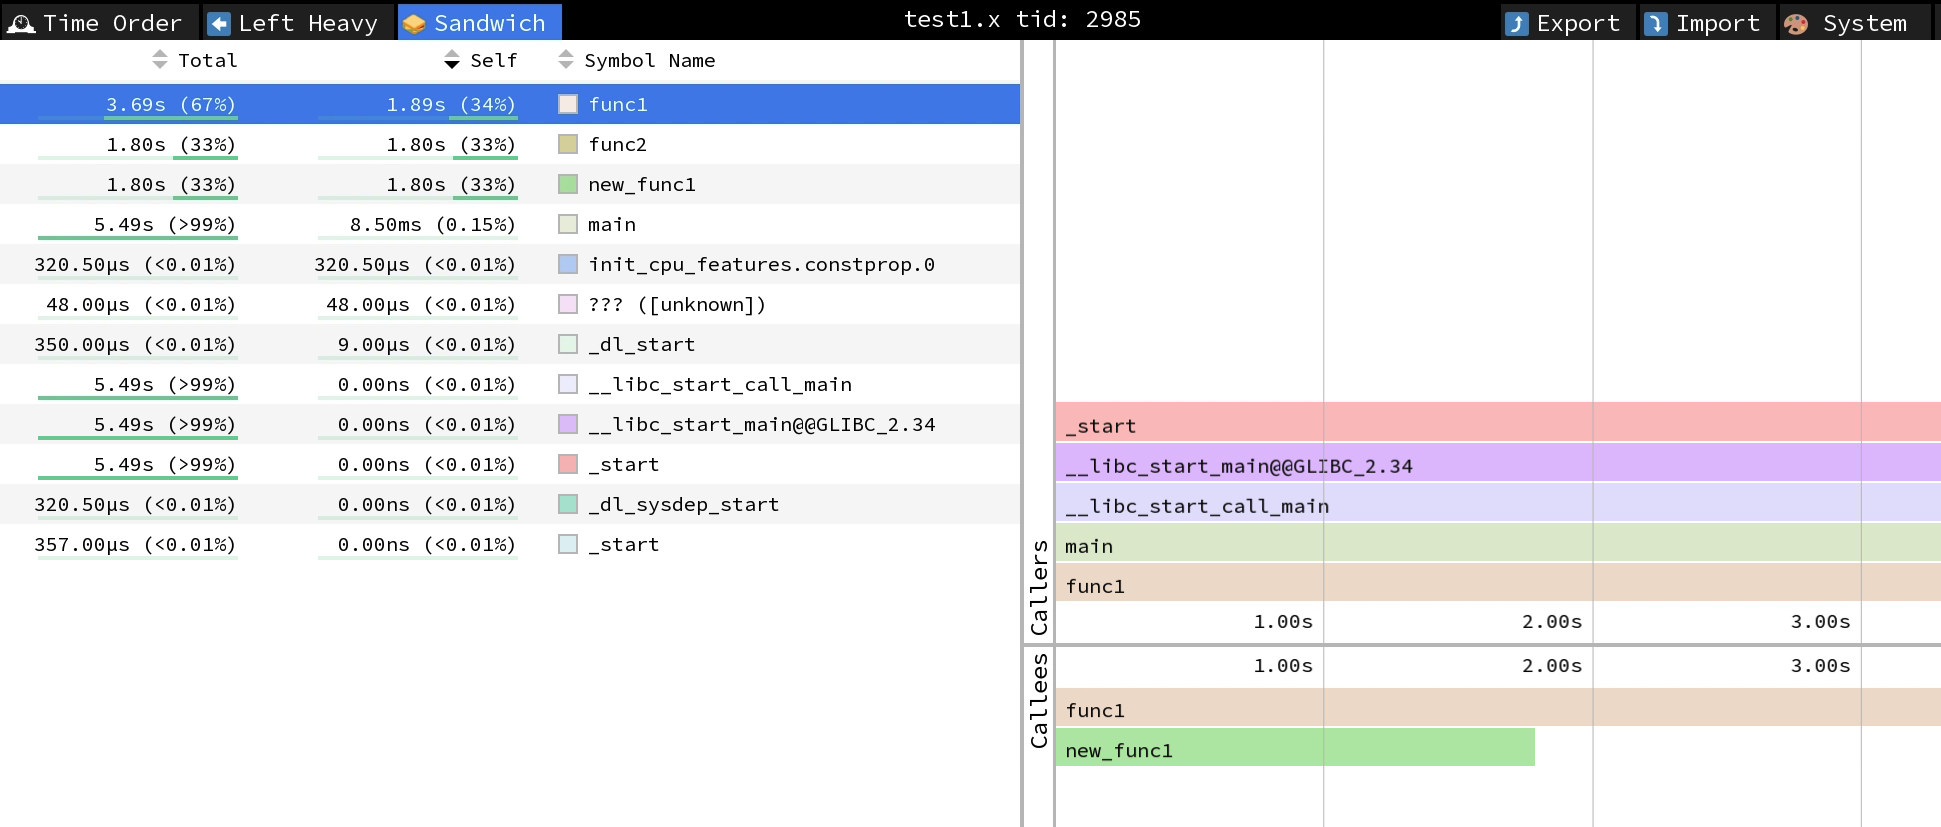 Time Order Left Heavy Sandwich test1.x tid: 2985 Export Import System
Total Self Symbol Name
3.69s (67%) 1.89s (34%) func1
1.80s (33%) 1.80s (33%) func2
1.80s (33%) 1.80s (33%) new_func1
5.49s (>99%) 8.50ms (0.15%) main
320.50µs (<0.01%) 320.50µs (<0.01%) init_cpu_features.constprop.0
48.00µs (<0.01%) 48.00µs (<0.01%) ??? ([unknown])
350.00µs (<0.01%) 9.00µs (<0.01%) _dl_start
5.49s (>99%) 0.00ns (<0.01%) __libc_start_call_main
5.49s (>99%) 0.00ns (<0.01%) __libc_start_main@@GLIBC_2.34
5.49s (>99%) 0.00ns (<0.01%) _start
320.50µs (<0.01%) 0.00ns (<0.01%) _dl_sysdep_start
357.00µs (<0.01%) 0.00ns (<0.01%) _start
Callers
_start
__libc_start_main@@GLIBC_2.34
__libc_start_call_main
main
func1
1.00s 2.00s 3.00s
Callees
1.00s 2.00s 3.00s
func1
new_func1